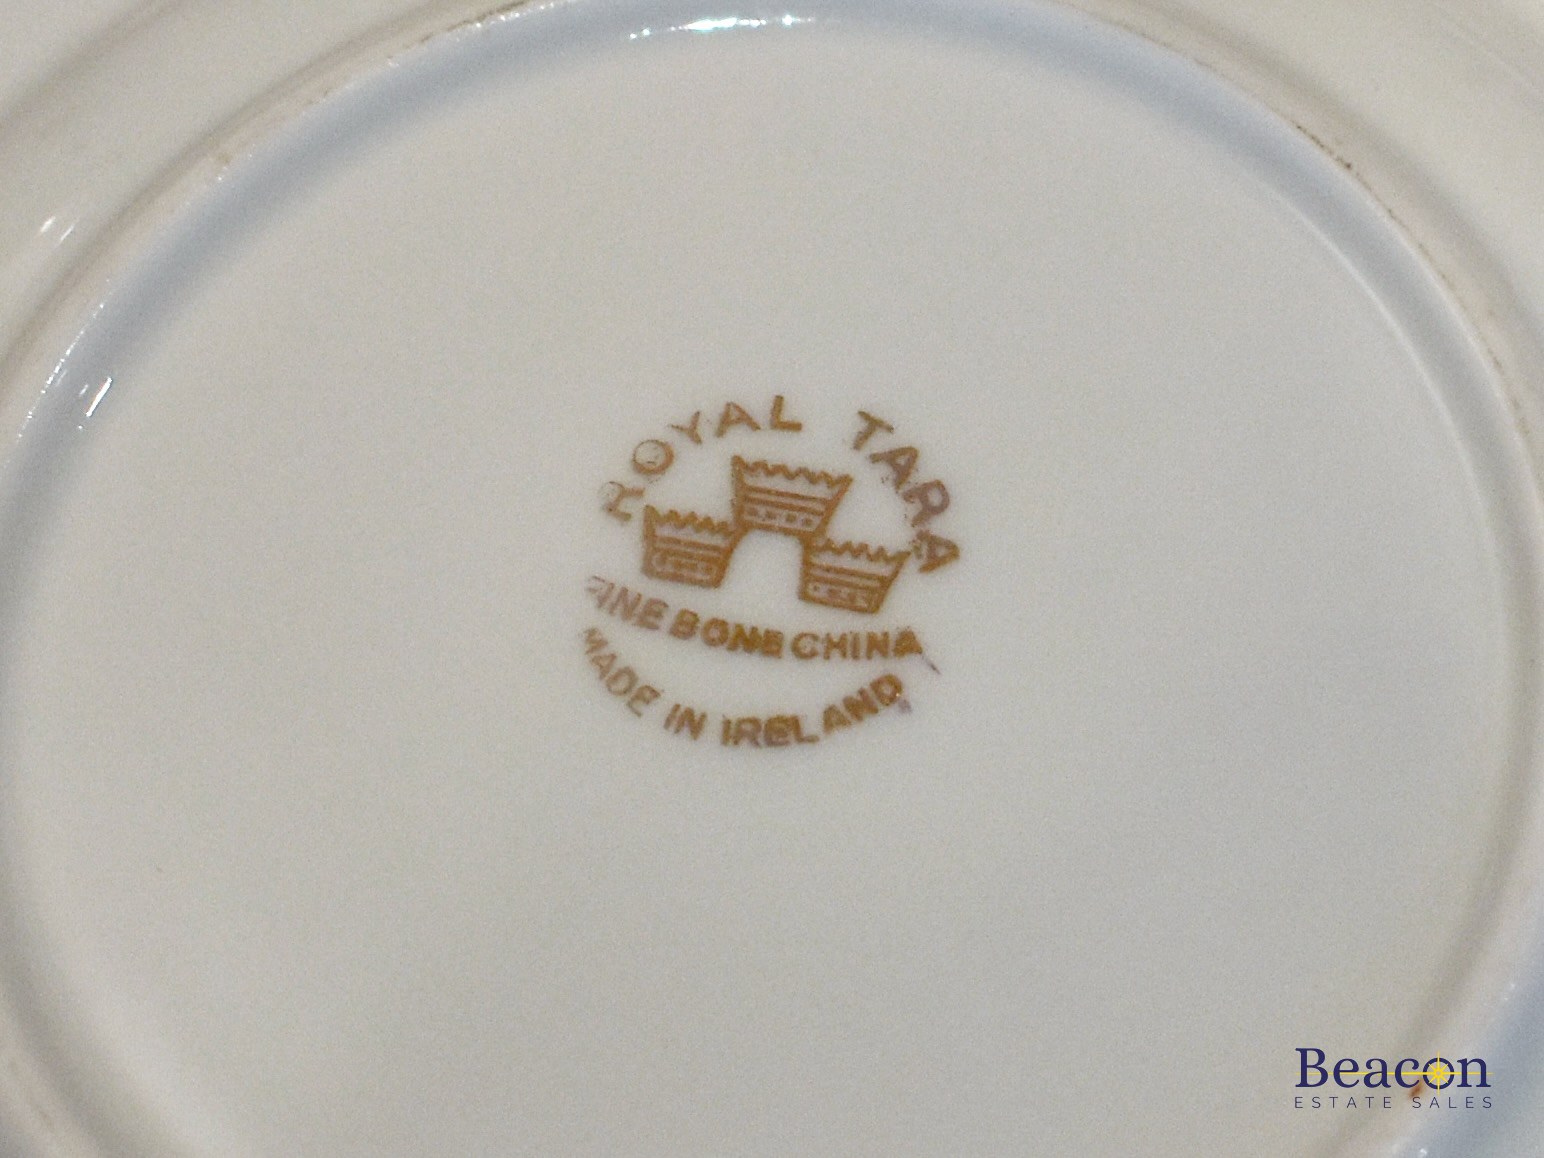 ROYAL TARA
FINE BONE CHINA
MADE IN IRELAND
Beacon
ESTATE SALES